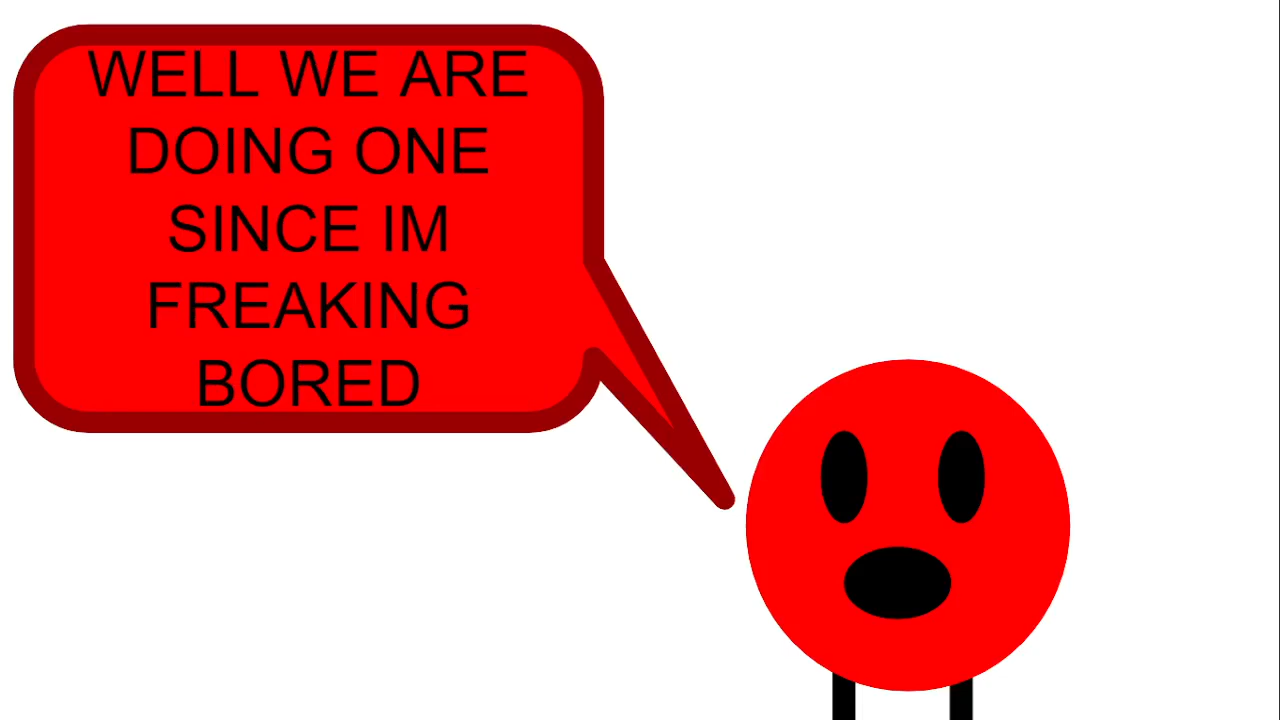 WELL WE ARE
DOING ONE
SINCE IM
FREAKING
BORED